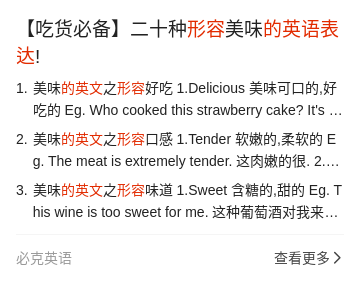 【吃货必备】二十种形容美味的英语表
达!
1. 美味的英文之形容好吃 1.Delicious 美味可口的,好
吃的 Eg. Who cooked this strawberry cake? It's ...
2. 美味的英文之形容口感 1.Tender 软嫩的,柔软的 E
g. The meat is extremely tender. 这肉嫩的很. 2....
3. 美味的英文之形容味道 1.Sweet 含糖的,甜的 Eg. T
his wine is too sweet for me. 这种葡萄酒对我来...
必克英语 查看更多